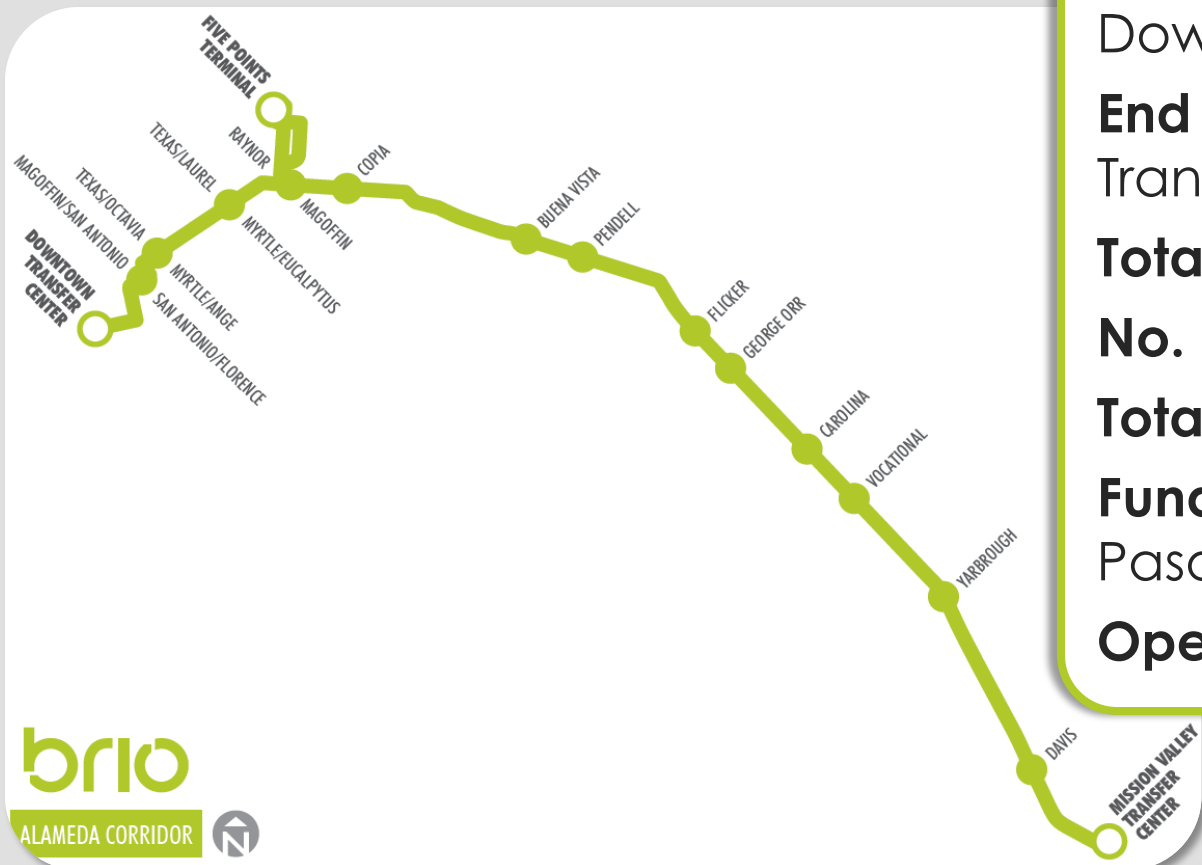 FIVE POINTS
TERMINAL
RAYNOR
TEXAS/LAUREL
COPIA
MAGOFFIN/SAN ANTONIO
TEXAS/OCTAVIA
MAGOFFIN
MYRTLE/EUCALPYTUS
DOWNTOWN
TRANSFER
CENTER
MYRTLE/ANGE
SAN ANTONIO/FLORENCE
BUENA VISTA
PENDELL
FLICKER
GEORGE ORR
CAROLINA
VOCATIONAL
YARBROUGH
DAVIS
MISSION VALLEY
TRANSFER
CENTER
brio
ALAMEDA CORRIDOR
N
Dow
End
Tran
Tota
No.
Tota
Func
Pasc
Ope